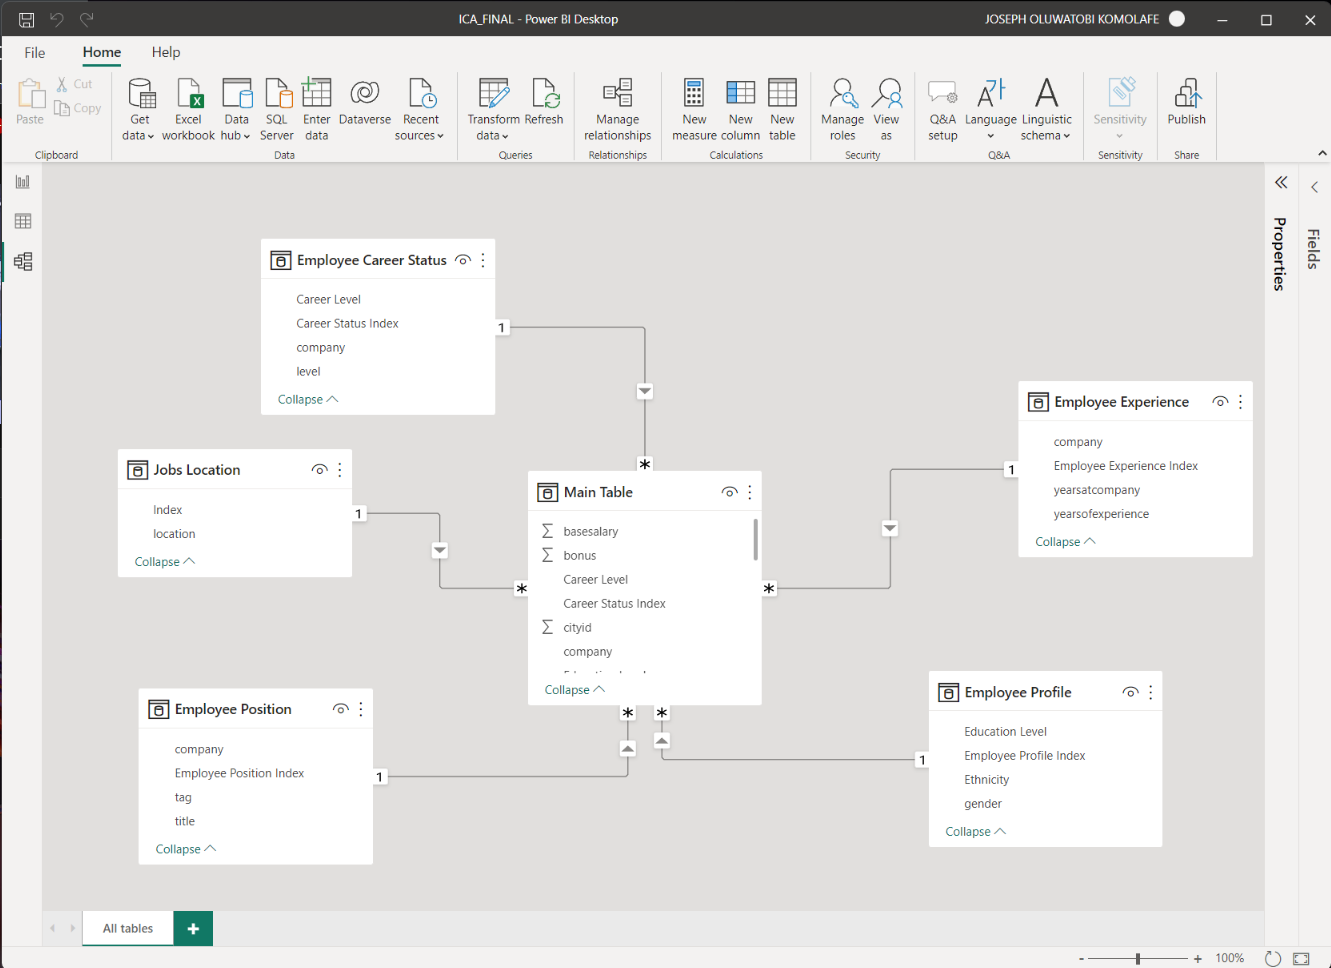 ICA_FINAL - Power BI Desktop
JOSEPH OLUWATOBI KOMOLAFE
File
Home
Help
Paste
Cut
Copy
Clipboard
Get data
Excel workbook
Data hub
SQL Server
Enter data
Dataverse
Recent sources
Data
Transform data
Refresh
Queries
Manage relationships
Relationships
New measure
New column
New table
Calculations
Manage roles
View as
Security
Q&A setup
Language
Linguistic schema
Q&A
Sensitivity
Sensitivity
Publish
Share
Properties
Fields
Employee Career Status
Career Level
Career Status Index
company
level
Collapse
1
*
Jobs Location
Index
location
Collapse
1
*
Main Table
Σ basesalary
Σ bonus
Career Level
Career Status Index
Σ cityid
company
Collapse
Employee Experience
company
Employee Experience Index
yearsatcompany
yearsofexperience
Collapse
1
*
Employee Position
company
Employee Position Index
tag
title
Collapse
1
*
Employee Profile
Education Level
Employee Profile Index
Ethnicity
gender
Collapse
1
*
All tables
+
- + 100%